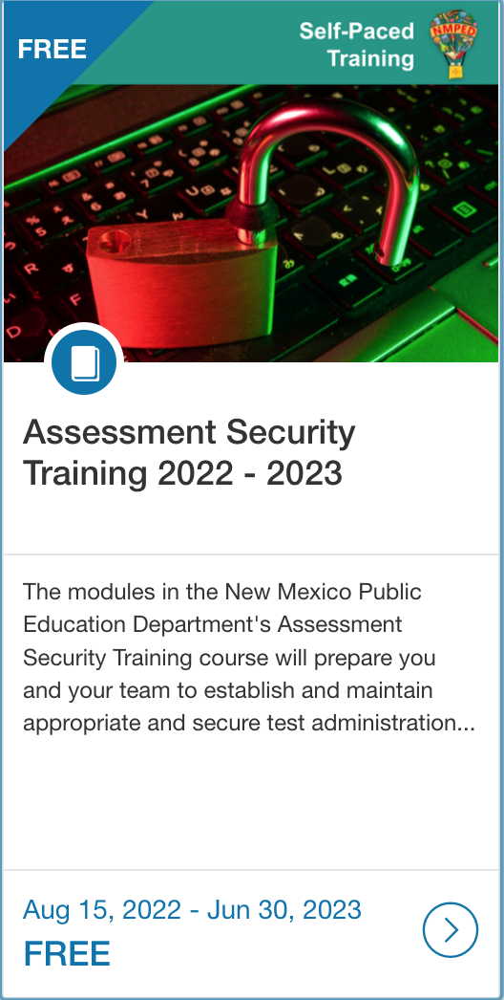 FREE
Self-Paced
Training
NMPED
Assessment Security
Training 2022 - 2023
The modules in the New Mexico Public
Education Department's Assessment
Security Training course will prepare you
and your team to establish and maintain
appropriate and secure test administration...
Aug 15, 2022 - Jun 30, 2023
FREE